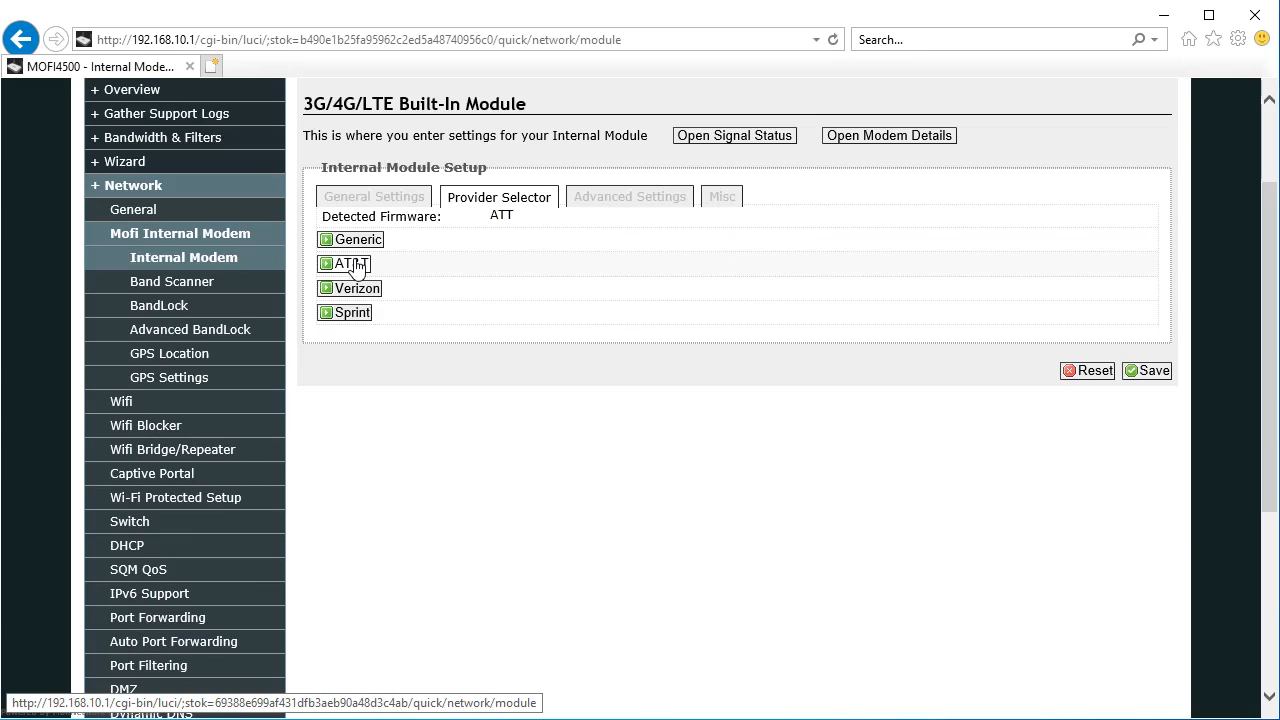 http://192.168.10.1/cgi-bin/luci/;stok=b490e1b25fa95962c2ed5a48740956c0/quick/network/module
Search...
MOFI4500 - Internal Mode...
+ Overview
+ Gather Support Logs
+ Bandwidth & Filters
+ Wizard
+ Network
General
Mofi Internal Modem
Internal Modem
Band Scanner
BandLock
Advanced BandLock
GPS Location
GPS Settings
Wifi
Wifi Blocker
Wifi Bridge/Repeater
Captive Portal
Wi-Fi Protected Setup
Switch
DHCP
SQM QoS
IPv6 Support
Port Forwarding
Auto Port Forwarding
Port Filtering
DMZ
Dynamic DNS
3G/4G/LTE Built-In Module
This is where you enter settings for your Internal Module
Open Signal Status
Open Modem Details
Internal Module Setup
General Settings
Provider Selector
Advanced Settings
Misc
Detected Firmware: ATT
Generic
AT&T
Verizon
Sprint
Reset
Save
http://192.168.10.1/cgi-bin/luci/;stok=69388e699af431dfb3aeb90a48d3c4ab/quick/network/module